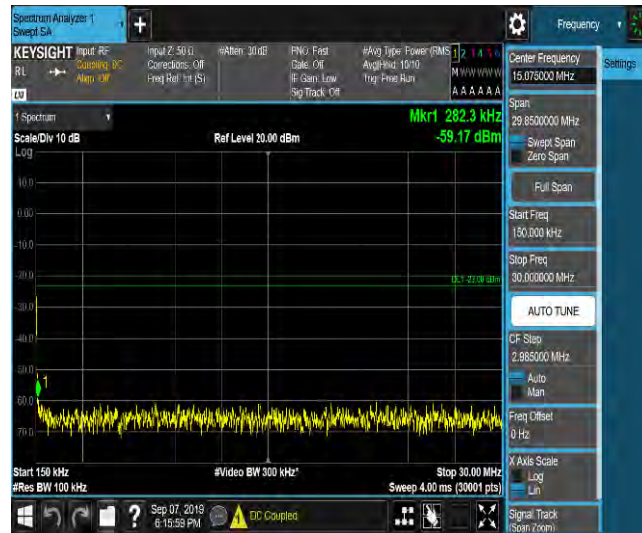 Spectrum Analyzer 1
Swept SA
Frequency
KEYSIGHT
RL
LXI
Input: RF
Coupling: DC
Align: Off
Input Z: 50 Ω
Corrections: Off
Freq Ref: Int (S)
#Atten: 30 dB
PNO: Fast
Gate: Off
IF Gain: Low
Sig Track: Off
#Avg Type: Power (RMS
Avg|Hold: 10/10
Trig: Free Run
1 2 3 4 5 6
M W W W W W
A A A A A A
1 Spectrum
Scale/Div 10 dB
Log
Ref Level 20.00 dBm
Mkr1 282.3 kHz
-59.17 dBm
10.0
0.00
-10.0
-20.0
-30.0
-40.0
-50.0
-60.0
-70.0
DL1 -23.00 dBm
1
Start 150 kHz
#Res BW 100 kHz
#Video BW 300 kHz*
Stop 30.00 MHz
Sweep 4.00 ms (30001 pts)
Center Frequency
15.075000 MHz
Settings
Span
29.8500000 MHz
Swept Span
Zero Span
Full Span
Start Freq
150.000 kHz
Stop Freq
30.000000 MHz
AUTO TUNE
CF Step
2.985000 MHz
Auto
Man
Freq Offset
0 Hz
X Axis Scale
Log
Lin
Signal Track
(Span Zoom)
?
Sep 07, 2019
6:15:59 PM
DC Coupled